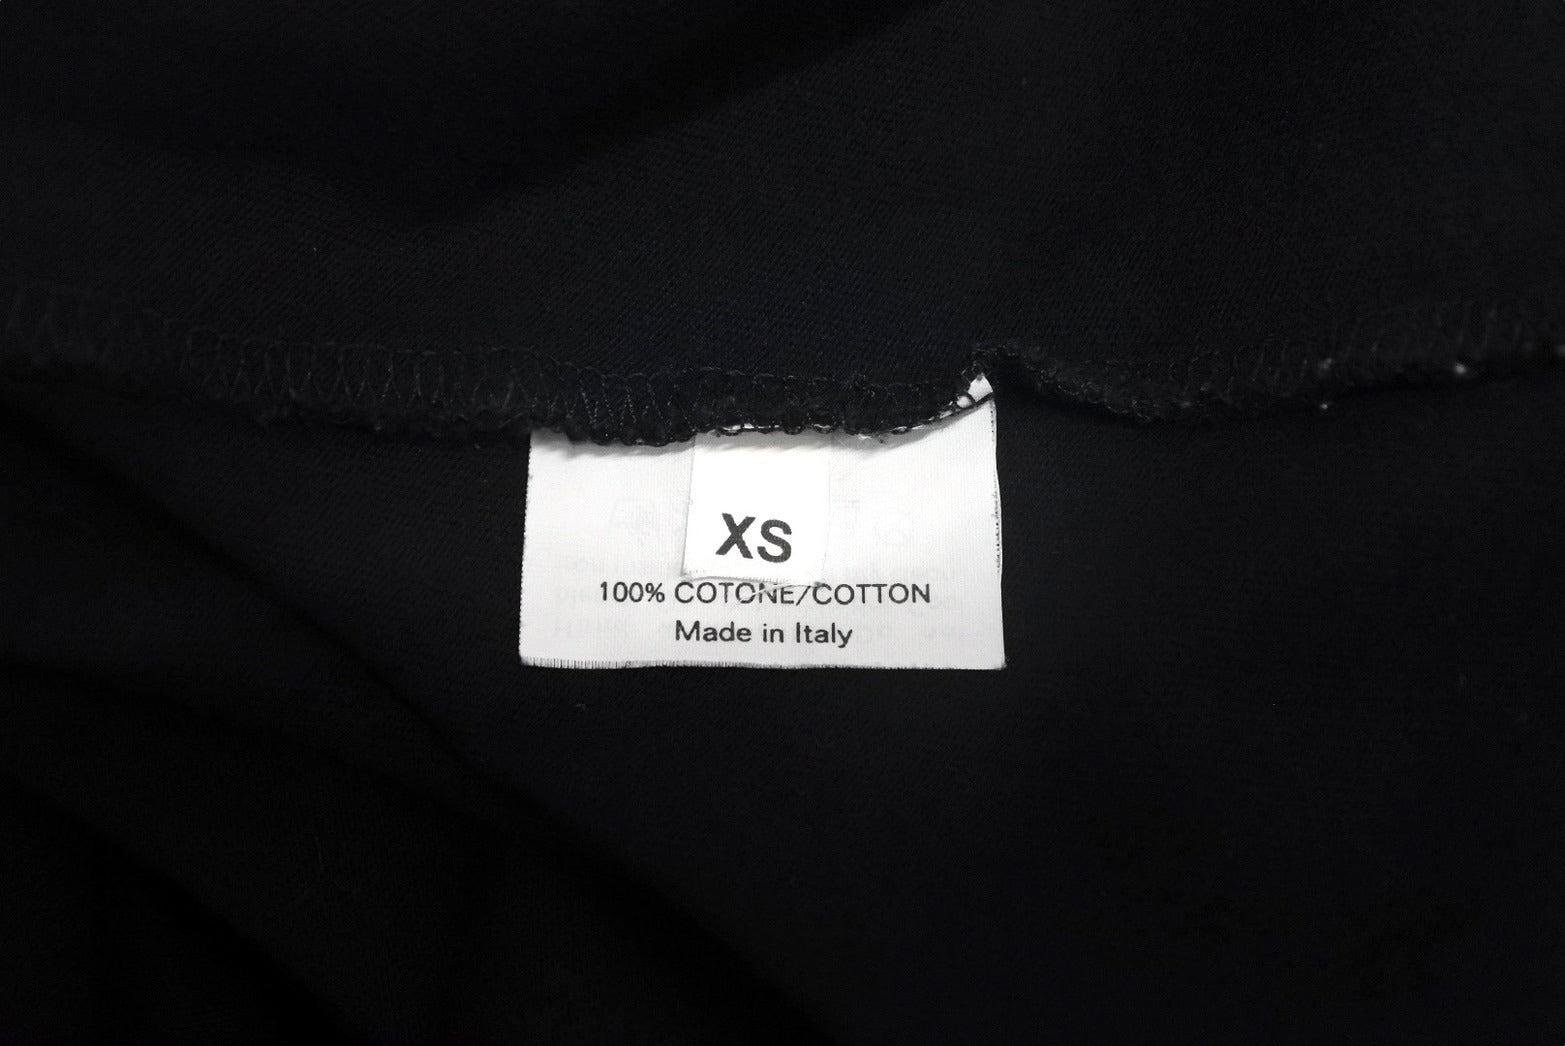 XS
100% COTONE/COTTON
Made in Italy